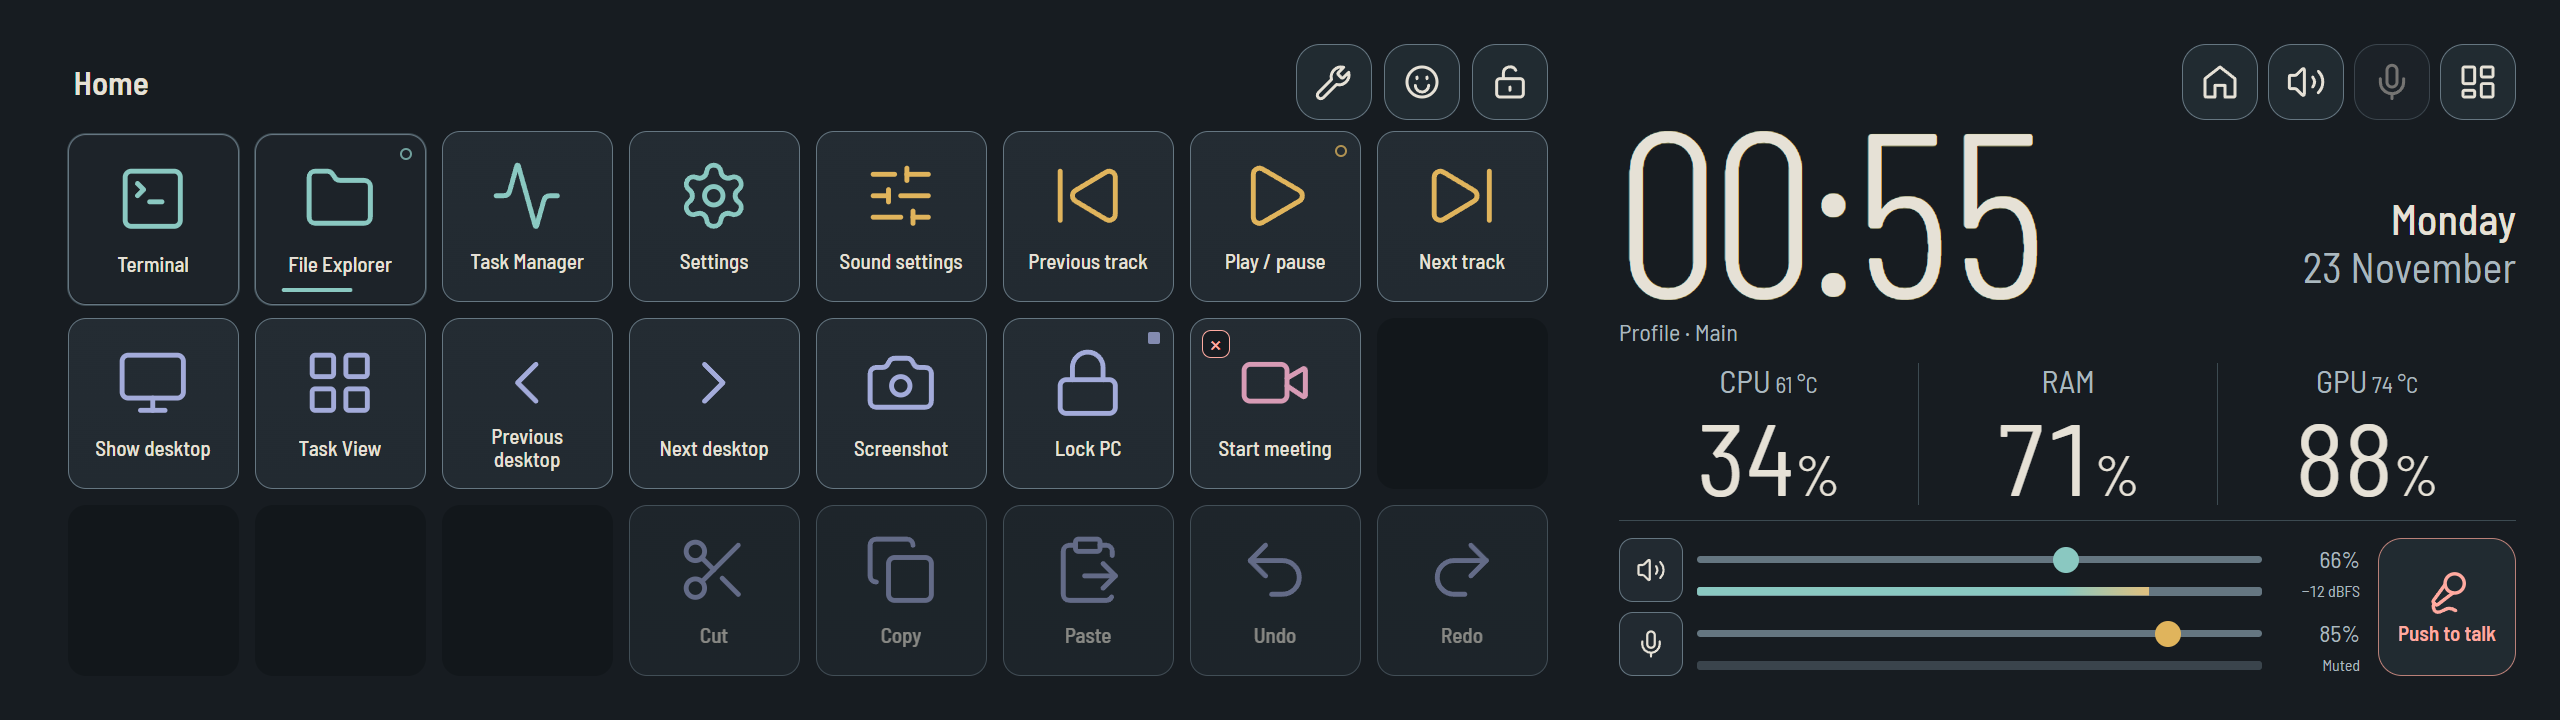 Home
Terminal
File Explorer
Task Manager
Settings
Sound settings
Previous track
Play / pause
Next track
Show desktop
Task View
Previous
desktop
Next desktop
Screenshot
Lock PC
Start meeting
Cut
Copy
Paste
Undo
Redo
00:55
Monday
23 November
Profile · Main
CPU 61 °C
34%
RAM
71%
GPU 74 °C
88%
66%
−12 dBFS
85%
Muted
Push to talk